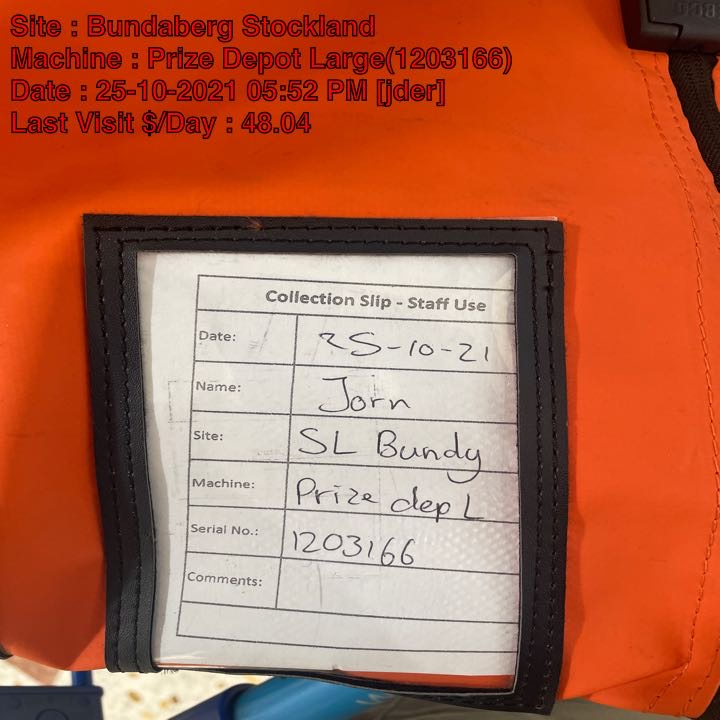 Site : Bundaberg Stockland
Machine : Prize Depot Large(1203166)
Date : 25-10-2021 05:52 PM [jder]
Last Visit $/Day : 48.04
Collection Slip - Staff Use
Date: 25-10-21
Name: Jorn
Site: SL Bundy
Machine: Prize dep L
Serial No.: 1203166
Comments: